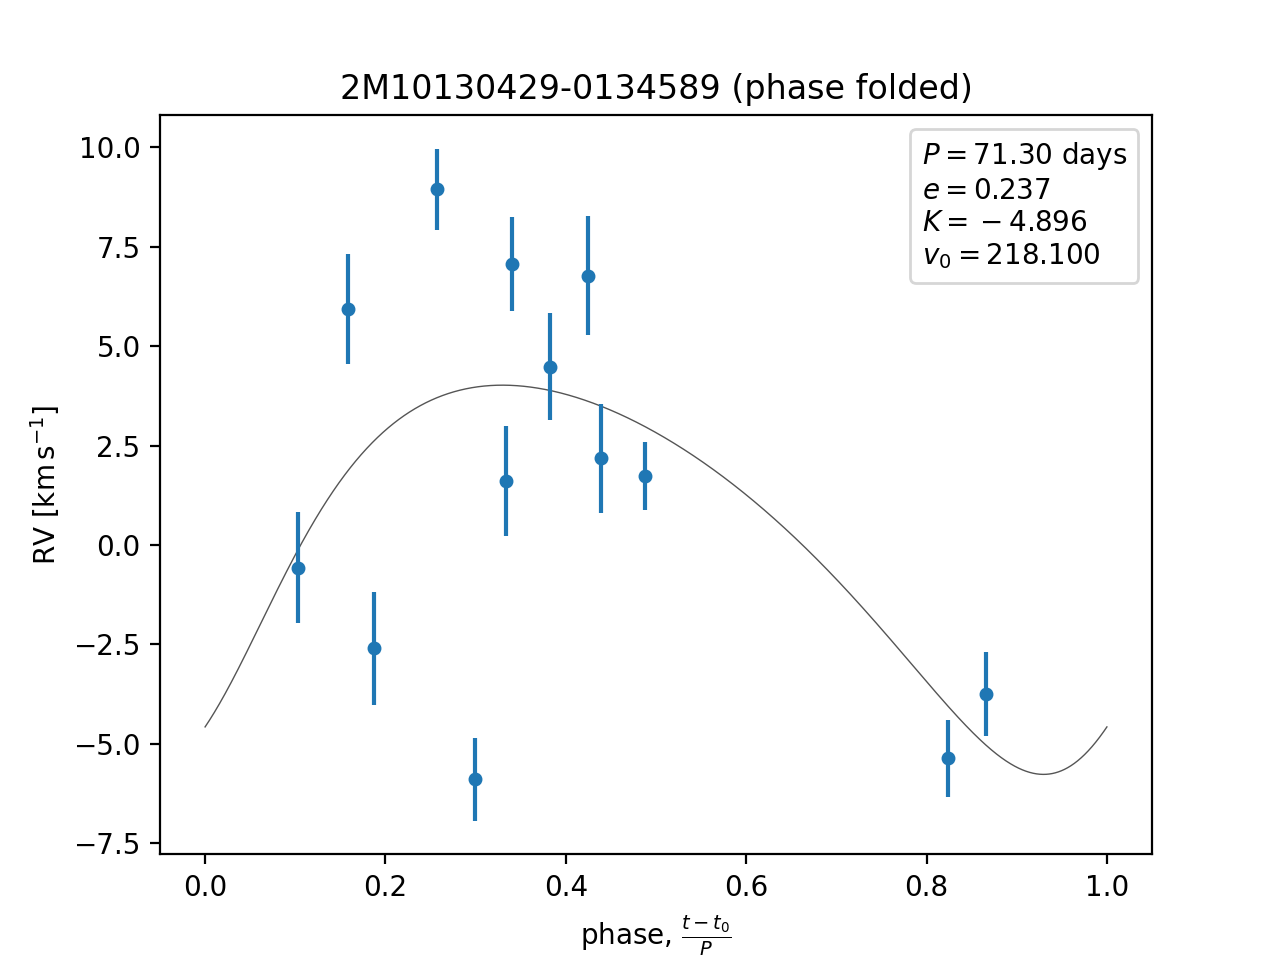 2M10130429-0134589 (phase folded)
P = 71.30 days
e = 0.237
K = −4.896
v₀ = 218.100
10.0
7.5
5.0
2.5
0.0
−2.5
−5.0
−7.5
RV [km s⁻¹]
0.0 0.2 0.4 0.6 0.8 1.0
phase, (t − t₀)/P